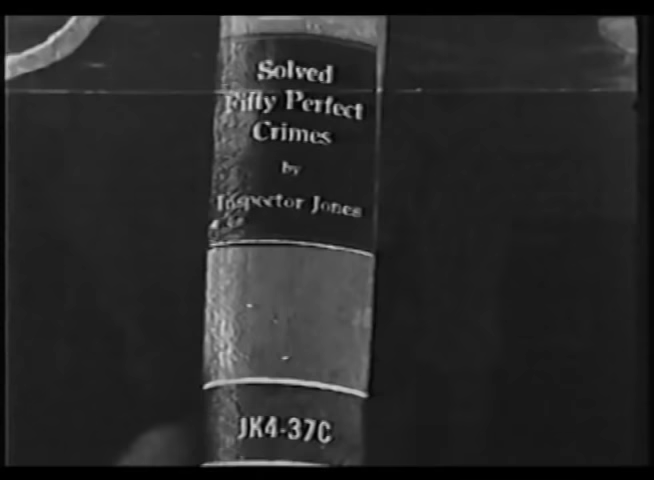 Solved
Fifty Perfect
Crimes
by
Inspector Jones
JK4-37C